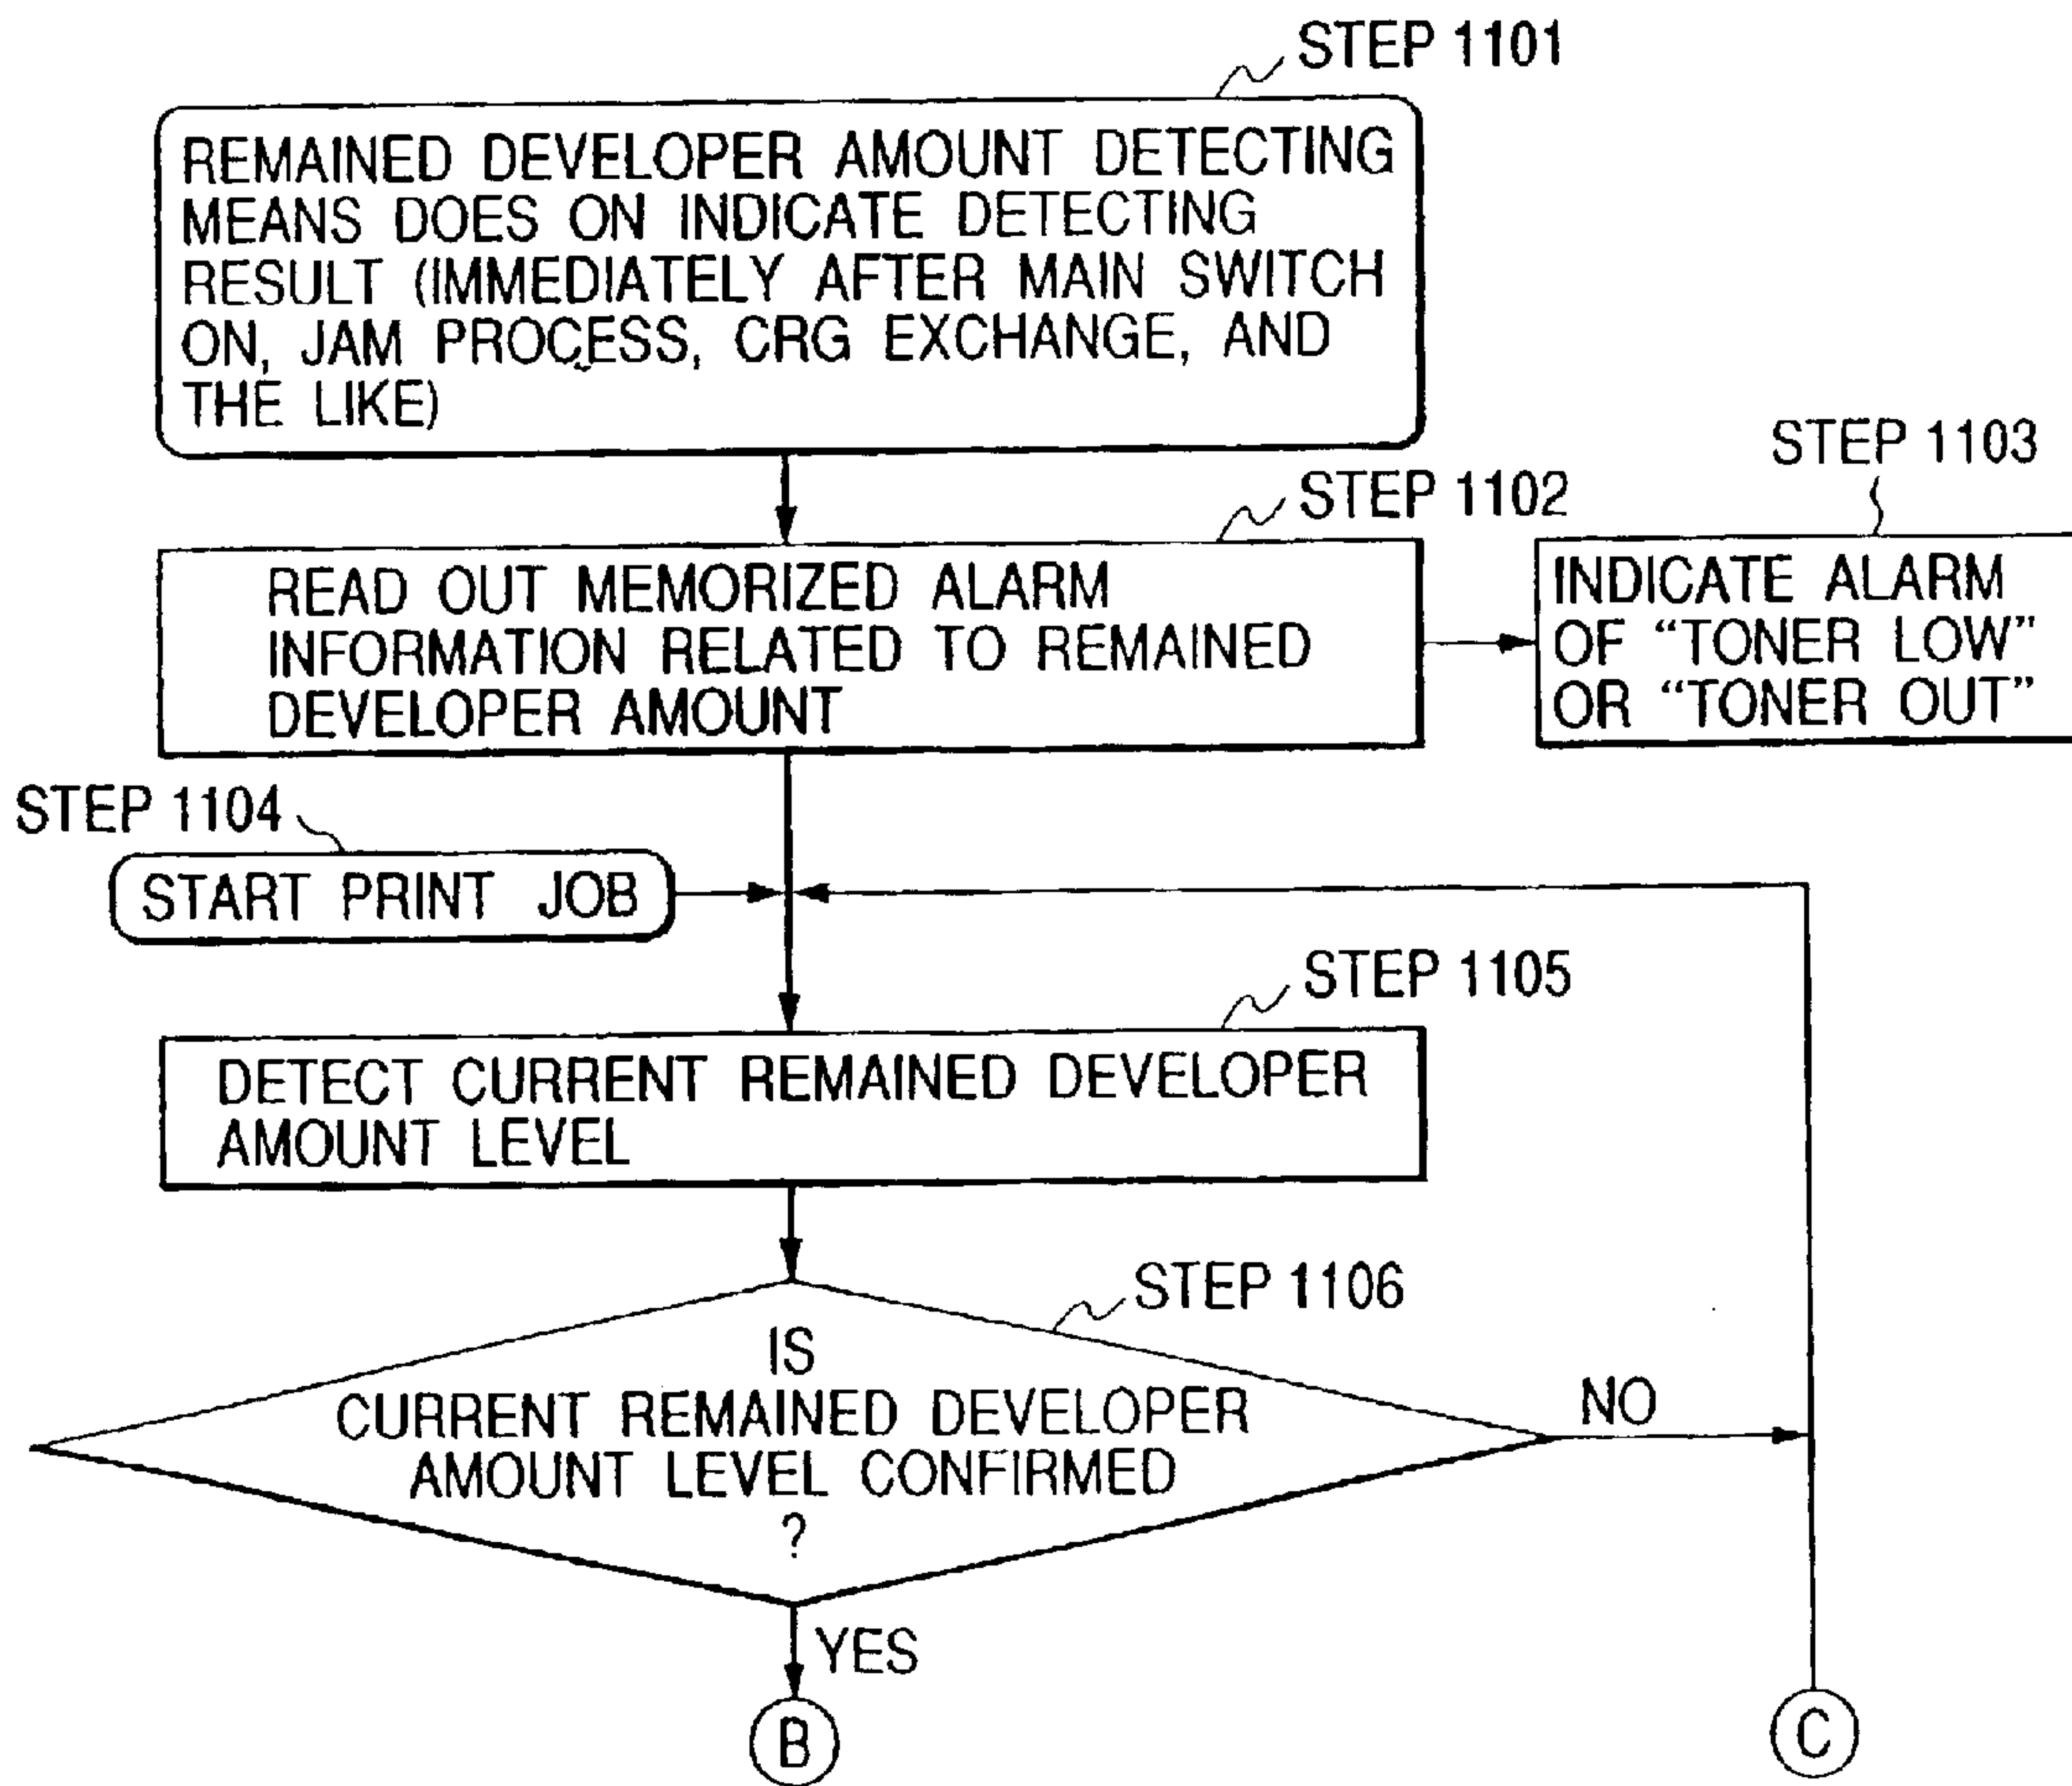 STEP 1101
REMAINED DEVELOPER AMOUNT DETECTING
MEANS DOES ON INDICATE DETECTING
RESULT (IMMEDIATELY AFTER MAIN SWITCH
ON, JAM PROCESS, CRG EXCHANGE, AND
THE LIKE)
STEP 1102
READ OUT MEMORIZED ALARM
INFORMATION RELATED TO REMAINED
DEVELOPER AMOUNT
STEP 1103
INDICATE ALARM
OF “TONER LOW”
OR “TONER OUT”
STEP 1104
START PRINT JOB
STEP 1105
DETECT CURRENT REMAINED DEVELOPER
AMOUNT LEVEL
STEP 1106
IS
CURRENT REMAINED DEVELOPER
AMOUNT LEVEL CONFIRMED
?
NO
YES
B
C